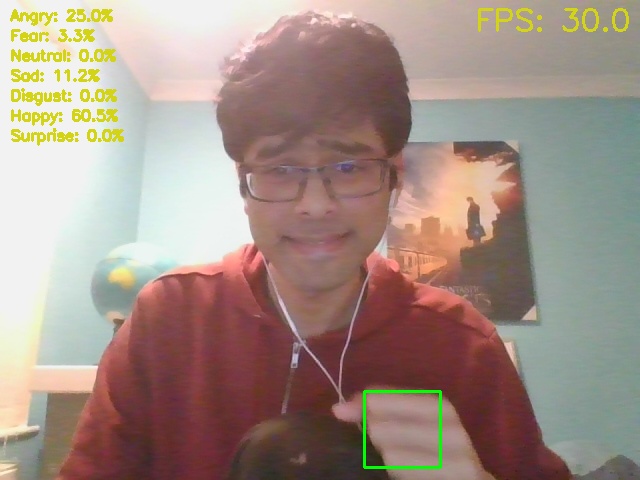 Angry: 25.0%
Fear: 3.3%
Neutral: 0.0%
Sad: 11.2%
Disgust: 0.0%
Happy: 60.5%
Surprise: 0.0%
FPS: 30.0